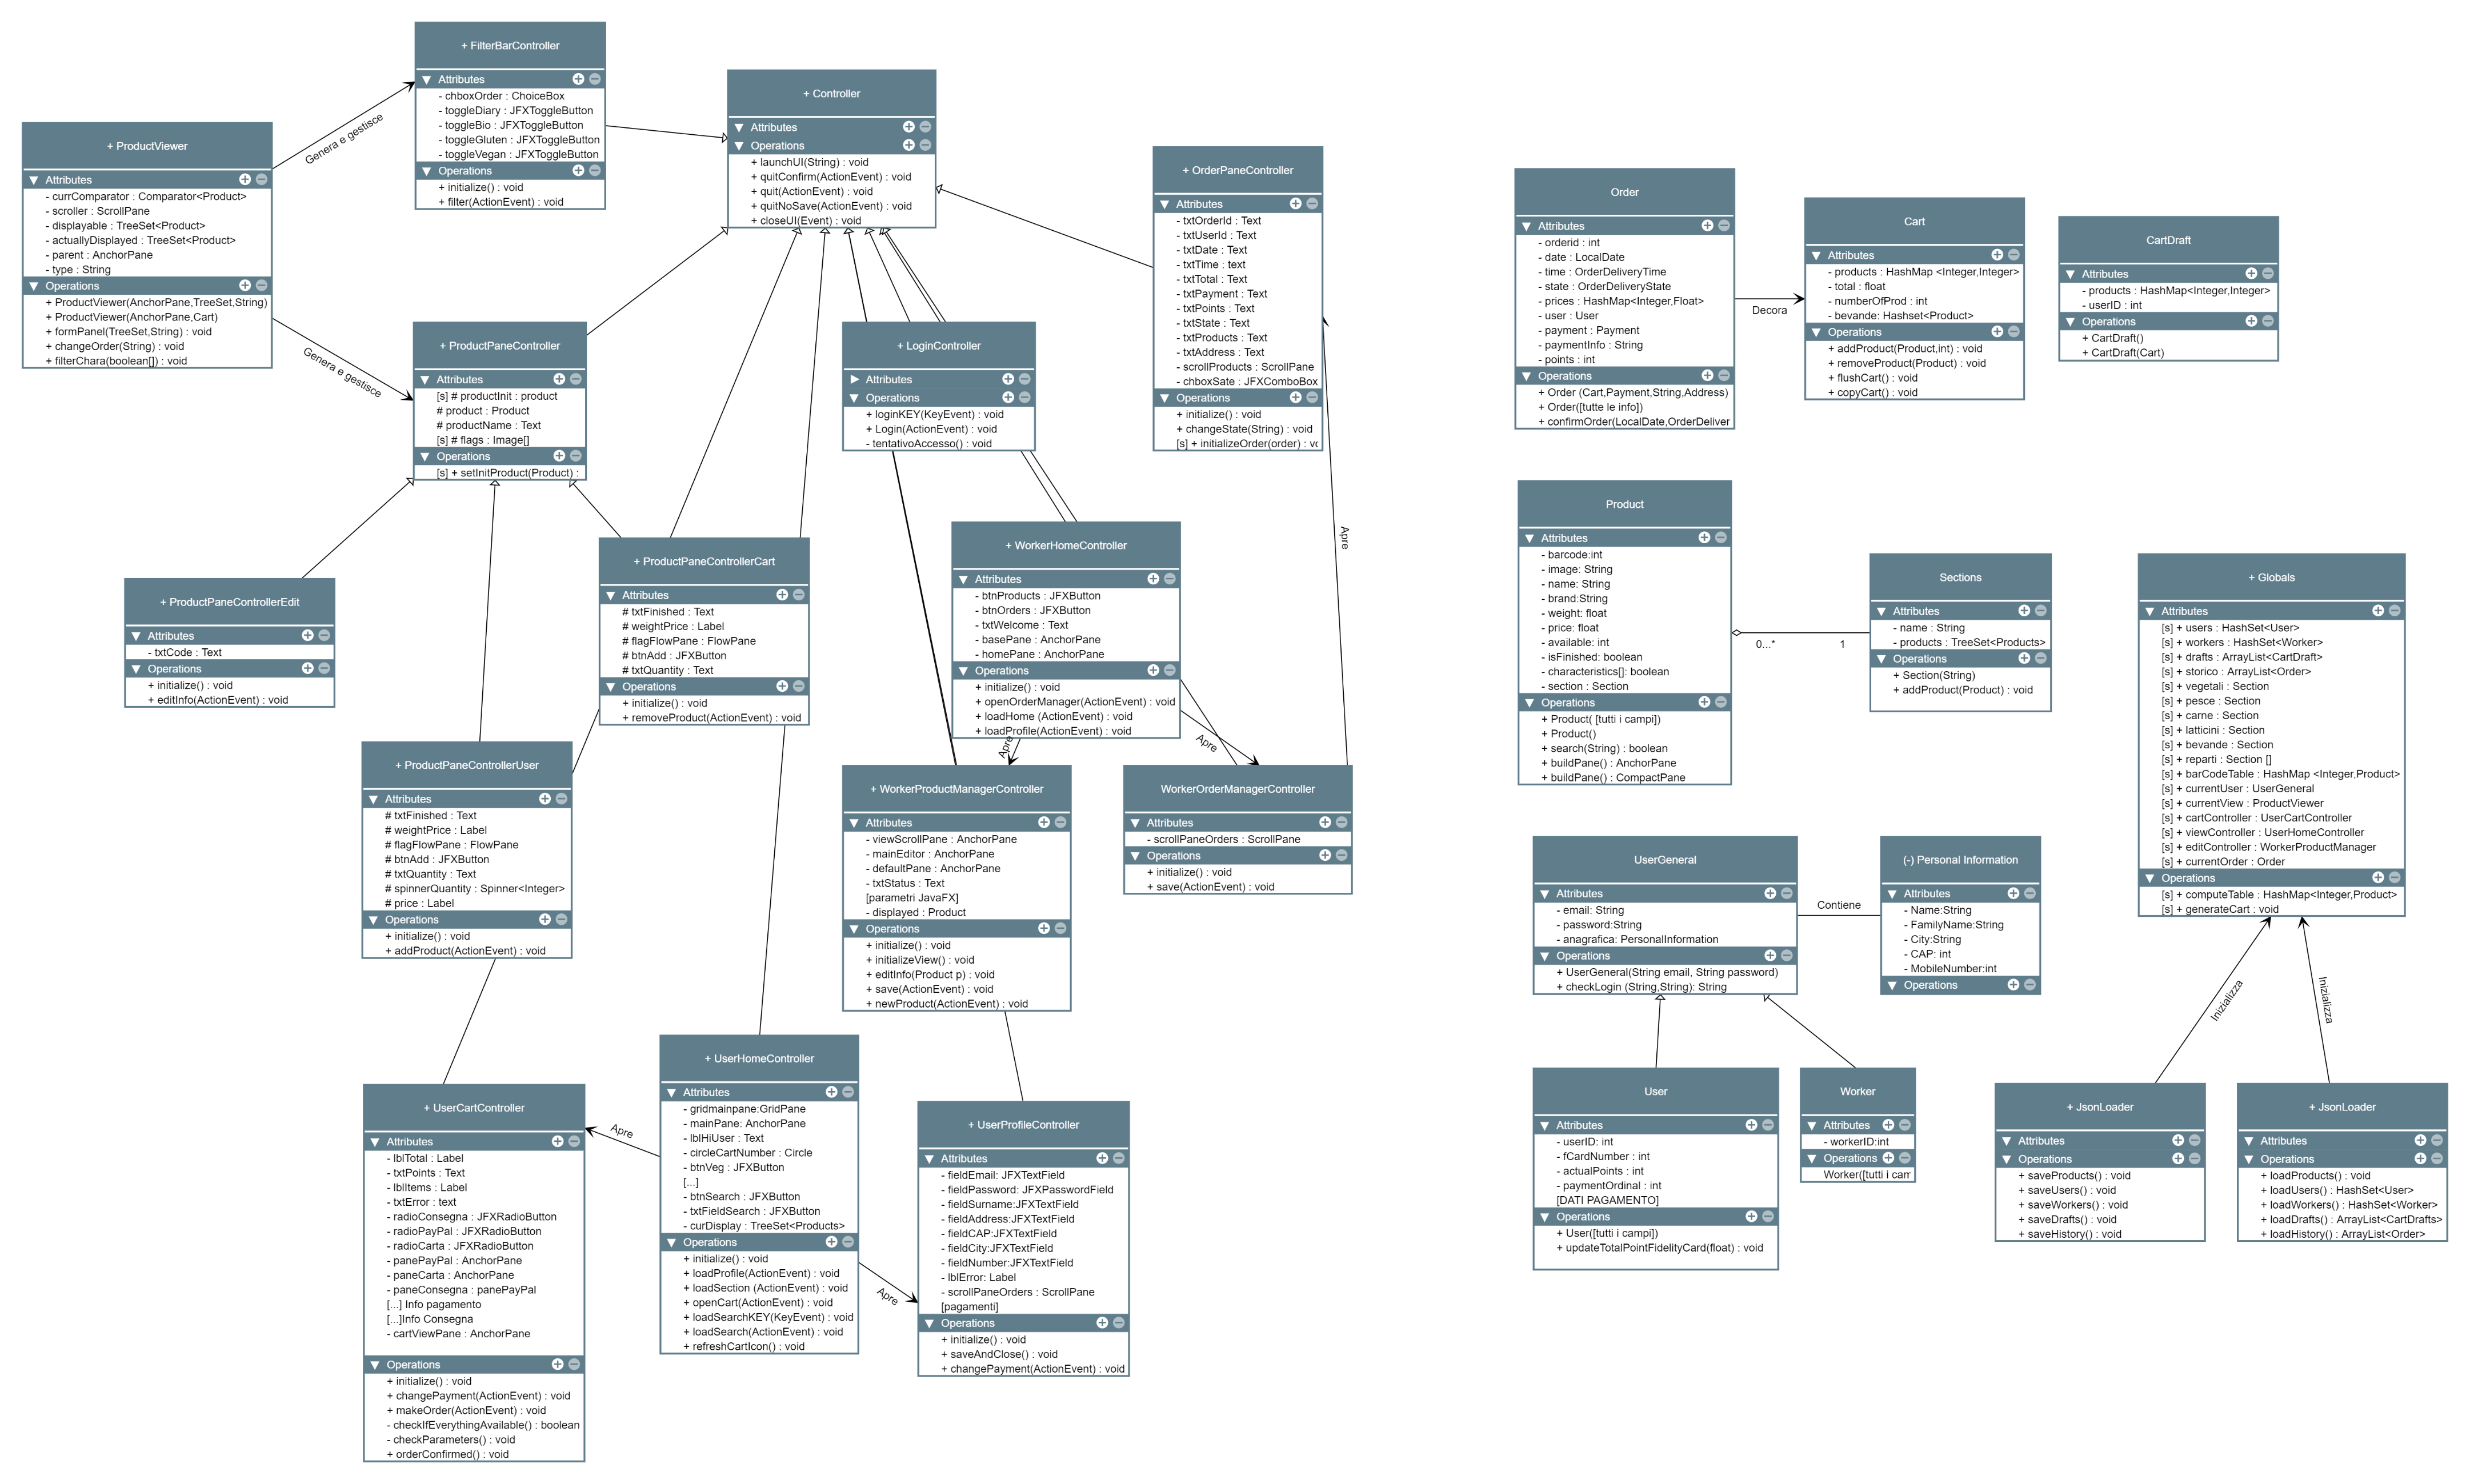 + FilterBarController
Attributes
- chboxOrder : ChoiceBox
- toggleDiary : JFXToggleButton
- toggleBio : JFXToggleButton
- toggleGluten : JFXToggleButton
- toggleVegan : JFXToggleButton
Operations
+ initialize() : void
+ filter(ActionEvent) : void
+ Controller
Attributes
Operations
+ launchUI(String) : void
+ quitConfirm(ActionEvent) : void
+ quit(ActionEvent) : void
+ quitNoSave(ActionEvent) : void
+ closeUI(Event) : void
+ ProductViewer
Attributes
- currComparator : Comparator<Product>
- scroller : ScrollPane
- displayable : TreeSet<Product>
- actuallyDisplayed : TreeSet<Product>
- parent : AnchorPane
- type : String
Operations
+ ProductViewer(AnchorPane,TreeSet,String)
+ ProductViewer(AnchorPane,Cart)
+ formPanel(TreeSet,String) : void
+ changeOrder(String) : void
+ filterChara(boolean[]) : void
Genera e gestisce
Genera e gestisce
+ OrderPaneController
Attributes
- txtOrderId : Text
- txtUserId : Text
- txtDate : Text
- txtTime : text
- txtTotal : Text
- txtPayment : Text
- txtPoints : Text
- txtState : Text
- txtProducts : Text
- txtAddress : Text
- scrollProducts : ScrollPane
- chboxSate : JFXComboBox
Operations
+ initialize() : void
+ changeState(String) : void
[s] + initializeOrder(order) : vo
+ ProductPaneController
Attributes
[s] # productInit : product
# product : Product
# productName : Text
[s] # flags : Image[]
Operations
[s] + setInitProduct(Product) :
+ LoginController
Attributes
Operations
+ loginKEY(KeyEvent) : void
+ Login(ActionEvent) : void
- tentativoAccesso() : void
+ ProductPaneControllerEdit
Attributes
- txtCode : Text
Operations
+ initialize() : void
+ editInfo(ActionEvent) : void
+ ProductPaneControllerCart
Attributes
# txtFinished : Text
# weightPrice : Label
# flagFlowPane : FlowPane
# btnAdd : JFXButton
# txtQuantity : Text
Operations
+ initialize() : void
+ removeProduct(ActionEvent) : void
+ WorkerHomeController
Attributes
- btnProducts : JFXButton
- btnOrders : JFXButton
- txtWelcome : Text
- basePane : AnchorPane
- homePane : AnchorPane
Operations
+ initialize() : void
+ openOrderManager(ActionEvent) : void
+ loadHome (ActionEvent) : void
+ loadProfile(ActionEvent) : void
Apre
Apre
Apre
+ ProductPaneControllerUser
Attributes
# txtFinished : Text
# weightPrice : Label
# flagFlowPane : FlowPane
# btnAdd : JFXButton
# txtQuantity : Text
# spinnerQuantity : Spinner<Integer>
# price : Label
Operations
+ initialize() : void
+ addProduct(ActionEvent) : void
+ WorkerProductManagerController
Attributes
- viewScrollPane : AnchorPane
- mainEditor : AnchorPane
- defaultPane : AnchorPane
- txtStatus : Text
[parametri JavaFX]
- displayed : Product
Operations
+ initialize() : void
+ initializeView() : void
+ editInfo(Product p) : void
+ save(ActionEvent) : void
+ newProduct(ActionEvent) : void
WorkerOrderManagerController
Attributes
- scrollPaneOrders : ScrollPane
Operations
+ initialize() : void
+ save(ActionEvent) : void
+ UserCartController
Attributes
- lblTotal : Label
- txtPoints : Text
- lblItems : Label
- txtError : text
- radioConsegna : JFXRadioButton
- radioPayPal : JFXRadioButton
- radioCarta : JFXRadioButton
- panePayPal : AnchorPane
- paneCarta : AnchorPane
- paneConsegna : panePayPal
[...] Info pagamento
[...]Info Consegna
- cartViewPane : AnchorPane
Operations
+ initialize() : void
+ changePayment(ActionEvent) : void
+ makeOrder(ActionEvent) : void
- checkIfEverythingAvailable() : boolean
- checkParameters() : void
+ orderConfirmed() : void
+ UserHomeController
Attributes
- gridmainpane:GridPane
- mainPane: AnchorPane
- lblHiUser : Text
- circleCartNumber : Circle
- btnVeg : JFXButton
[...]
- btnSearch : JFXButton
- txtFieldSearch : JFXButton
- curDisplay : TreeSet<Products>
Operations
+ initialize() : void
+ loadProfile(ActionEvent) : void
+ loadSection (ActionEvent) : void
+ openCart(ActionEvent) : void
+ loadSearchKEY(KeyEvent) : void
+ loadSearch(ActionEvent) : void
+ refreshCartIcon() : void
Apre
Apre
+ UserProfileController
Attributes
- fieldEmail: JFXTextField
- fieldPassword: JFXPasswordField
- fieldSurname:JFXTextField
- fieldAddress:JFXTextField
- fieldCAP:JFXTextField
- fieldCity:JFXTextField
- fieldNumber:JFXTextField
- lblError: Label
- scrollPaneOrders : ScrollPane
[pagamenti]
Operations
+ initialize() : void
+ saveAndClose() : void
+ changePayment(ActionEvent) : void
Order
Attributes
- orderid : int
- date : LocalDate
- time : OrderDeliveryTime
- state : OrderDeliveryState
- prices : HashMap<Integer,Float>
- user : User
- payment : Payment
- paymentInfo : String
- points : int
Operations
+ Order (Cart,Payment,String,Address)
+ Order([tutte le info])
+ confirmOrder(LocalDate,OrderDeliver
Decora
Cart
Attributes
- products : HashMap <Integer,Integer>
- total : float
- numberOfProd : int
- bevande: Hashset<Product>
Operations
+ addProduct(Product,int) : void
+ removeProduct(Product) : void
+ flushCart() : void
+ copyCart() : void
CartDraft
Attributes
- products : HashMap<Integer,Integer>
- userID : int
Operations
+ CartDraft()
+ CartDraft(Cart)
Product
Attributes
- barcode:int
- image: String
- name: String
- brand:String
- weight: float
- price: float
- available: int
- isFinished: boolean
- characteristics[]: boolean
- section : Section
Operations
+ Product( [tutti i campi])
+ Product()
+ search(String) : boolean
+ buildPane() : AnchorPane
+ buildPane() : CompactPane
0...*
1
Sections
Attributes
- name : String
- products : TreeSet<Products>
Operations
+ Section(String)
+ addProduct(Product) : void
+ Globals
Attributes
[s] + users : HashSet<User>
[s] + workers : HashSet<Worker>
[s] + drafts : ArrayList<CartDraft>
[s] + storico : ArrayList<Order>
[s] + vegetali : Section
[s] + pesce : Section
[s] + carne : Section
[s] + latticini : Section
[s] + bevande : Section
[s] + reparti : Section []
[s] + barCodeTable : HashMap <Integer,Product>
[s] + currentUser : UserGeneral
[s] + currentView : ProductViewer
[s] + cartController : UserCartController
[s] + viewController : UserHomeController
[s] + editController : WorkerProductManager
[s] + currentOrder : Order
Operations
[s] + computeTable : HashMap<Integer,Product>
[s] + generateCart : void
UserGeneral
Attributes
- email: String
- password:String
- anagrafica: PersonalInformation
Operations
+ UserGeneral(String email, String password)
+ checkLogin (String,String): String
Contiene
(-) Personal Information
Attributes
- Name:String
- FamilyName:String
- City:String
- CAP: int
- MobileNumber:int
Operations
Inizializza
Inizializza
User
Attributes
- userID: int
- fCardNumber : int
- actualPoints : int
- paymentOrdinal : int
[DATI PAGAMENTO]
Operations
+ User([tutti i campi])
+ updateTotalPointFidelityCard(float) : void
Worker
Attributes
- workerID:int
Operations
Worker([tutti i cam
+ JsonLoader
Attributes
Operations
+ saveProducts() : void
+ saveUsers() : void
+ saveWorkers() : void
+ saveDrafts() : void
+ saveHistory() : void
+ JsonLoader
Attributes
Operations
+ loadProducts() : void
+ loadUsers() : HashSet<User>
+ loadWorkers() : HashSet<Worker>
+ loadDrafts() : ArrayList<CartDrafts>
+ loadHistory() : ArrayList<Order>